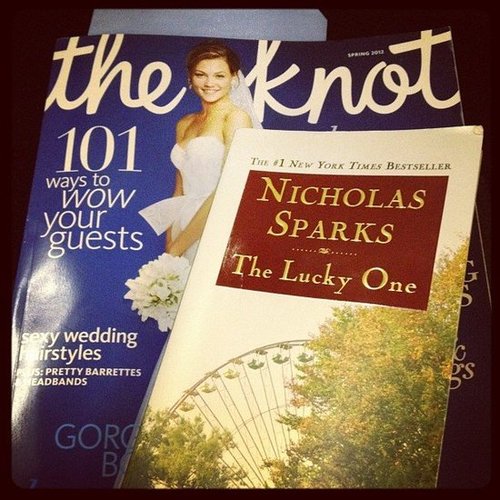 the knot
SPRING 2012
101
ways to
WOW
your
guests
sexy wedding
hairstyles
PLUS: PRETTY BARRETTES
& HEADBANDS
THE #1 NEW YORK TIMES BESTSELLER
NICHOLAS
SPARKS
The Lucky One